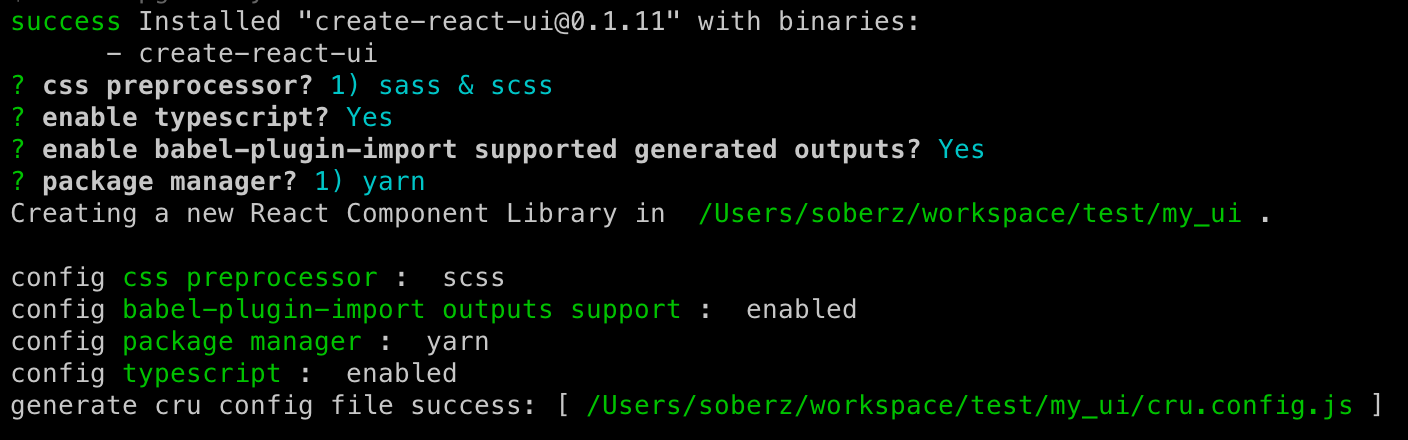 success Installed "create-react-ui@0.1.11" with binaries:
      - create-react-ui
? css preprocessor? 1) sass & scss
? enable typescript? Yes
? enable babel-plugin-import supported generated outputs? Yes
? package manager? 1) yarn
Creating a new React Component Library in  /Users/soberz/workspace/test/my_ui .

config css preprocessor :  scss
config babel-plugin-import outputs support :  enabled
config package manager :  yarn
config typescript :  enabled
generate cru config file success: [ /Users/soberz/workspace/test/my_ui/cru.config.js ]